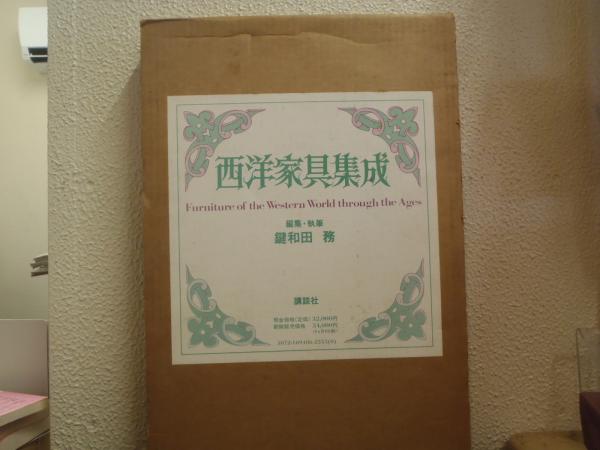 西洋家具集成
Furniture of the Western World through the Ages
編集・執筆
鍵和田 務
講談社